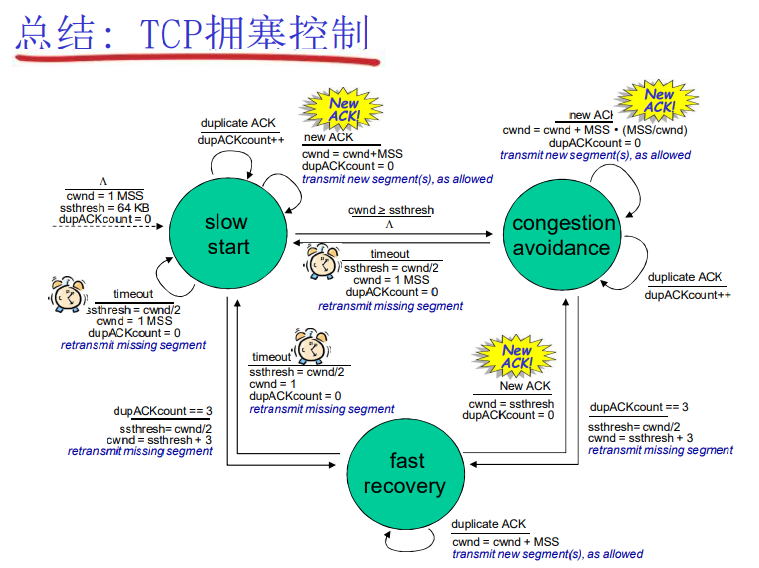 总结：TCP拥塞控制
New
ACK!
duplicate ACK
dupACKcount++
new ACK
cwnd = cwnd+MSS
dupACKcount = 0
transmit new segment(s), as allowed
New
ACK!
new ACK
cwnd = cwnd + MSS • (MSS/cwnd)
dupACKcount = 0
transmit new segment(s), as allowed
Λ
cwnd = 1 MSS
ssthresh = 64 KB
dupACKcount = 0
slow
start
cwnd ≥ ssthresh
Λ
congestion
avoidance
timeout
ssthresh = cwnd/2
cwnd = 1 MSS
dupACKcount = 0
retransmit missing segment
timeout
ssthresh = cwnd/2
cwnd = 1 MSS
dupACKcount = 0
retransmit missing segment
duplicate ACK
dupACKcount++
timeout
ssthresh = cwnd/2
cwnd = 1
dupACKcount = 0
retransmit missing segment
New
ACK!
New ACK
cwnd = ssthresh
dupACKcount = 0
dupACKcount == 3
ssthresh= cwnd/2
cwnd = ssthresh + 3
retransmit missing segment
dupACKcount == 3
ssthresh= cwnd/2
cwnd = ssthresh + 3
retransmit missing segment
fast
recovery
duplicate ACK
cwnd = cwnd + MSS
transmit new segment(s), as allowed